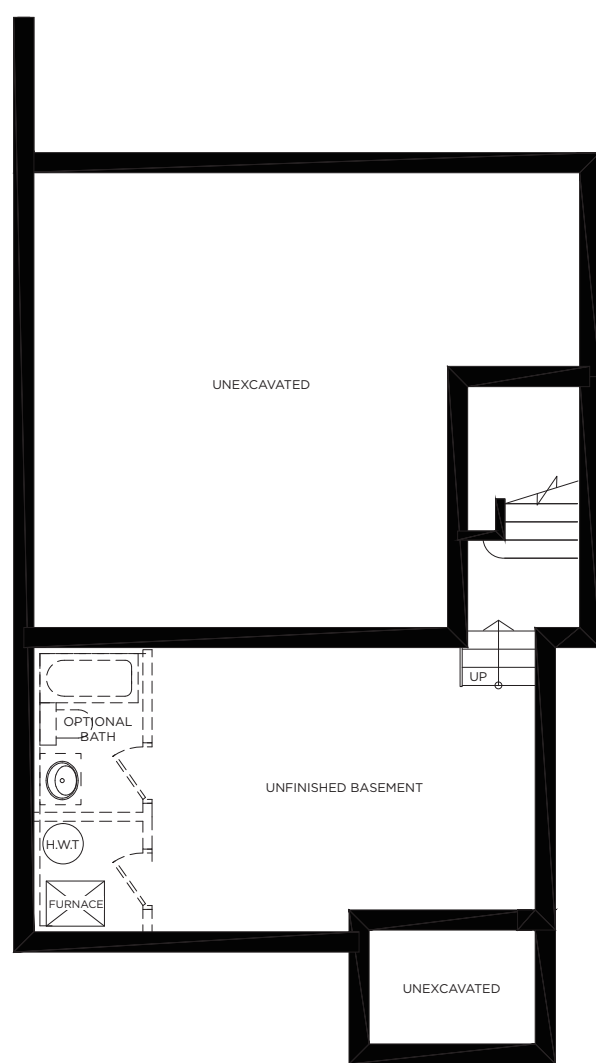 UNEXCAVATED
UP
OPTIONAL
BATH
UNFINISHED BASEMENT
H.W.T
FURNACE
UNEXCAVATED